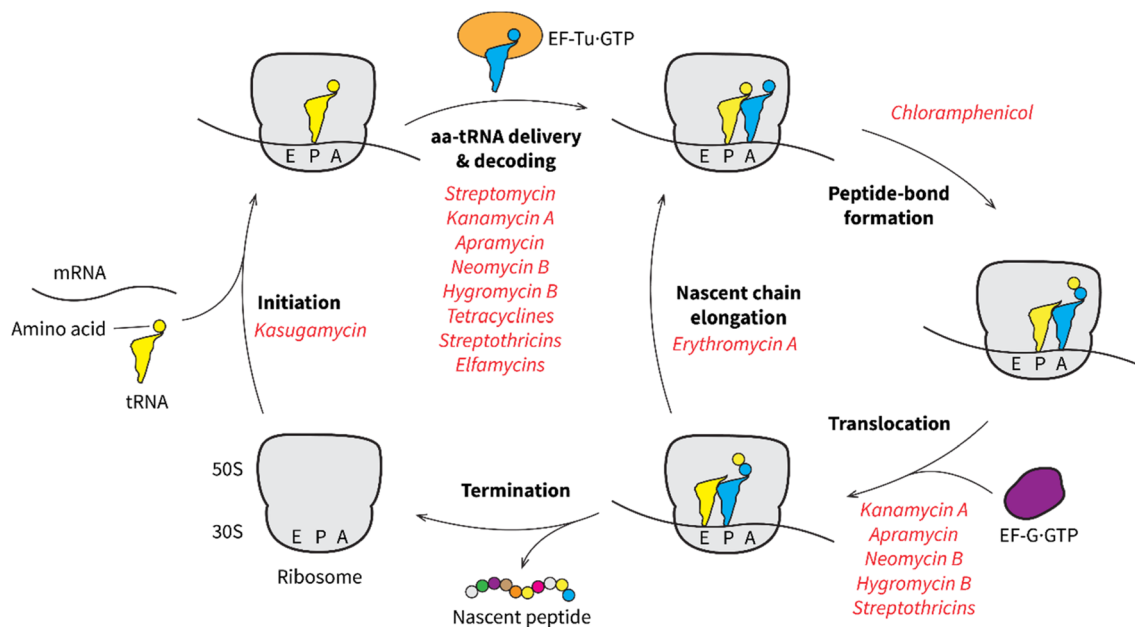 EF-Tu·GTP
E P A
aa-tRNA delivery
& decoding
Streptomycin
Kanamycin A
Apramycin
Neomycin B
Hygromycin B
Tetracyclines
Streptothricins
Elfamycins
E P A
Chloramphenicol
Peptide-bond
formation
E P A
mRNA
Amino acid
tRNA
Initiation
Kasugamycin
Nascent chain
elongation
Erythromycin A
Translocation
Kanamycin A
Apramycin
Neomycin B
Hygromycin B
Streptothricins
EF-G·GTP
E P A
Termination
Nascent peptide
50S
30S
E P A
Ribosome